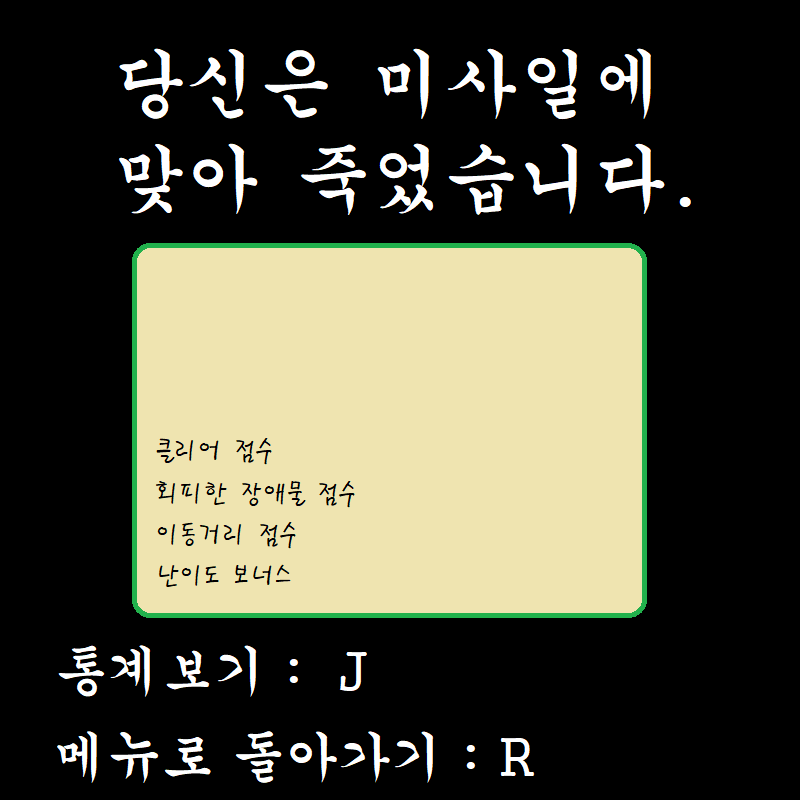 당신은 미사일에
맞아 죽었습니다.
클리어 점수
회피한 장애물 점수
이동거리 점수
난이도 보너스
통계보기 : J
메뉴로 돌아가기 : R